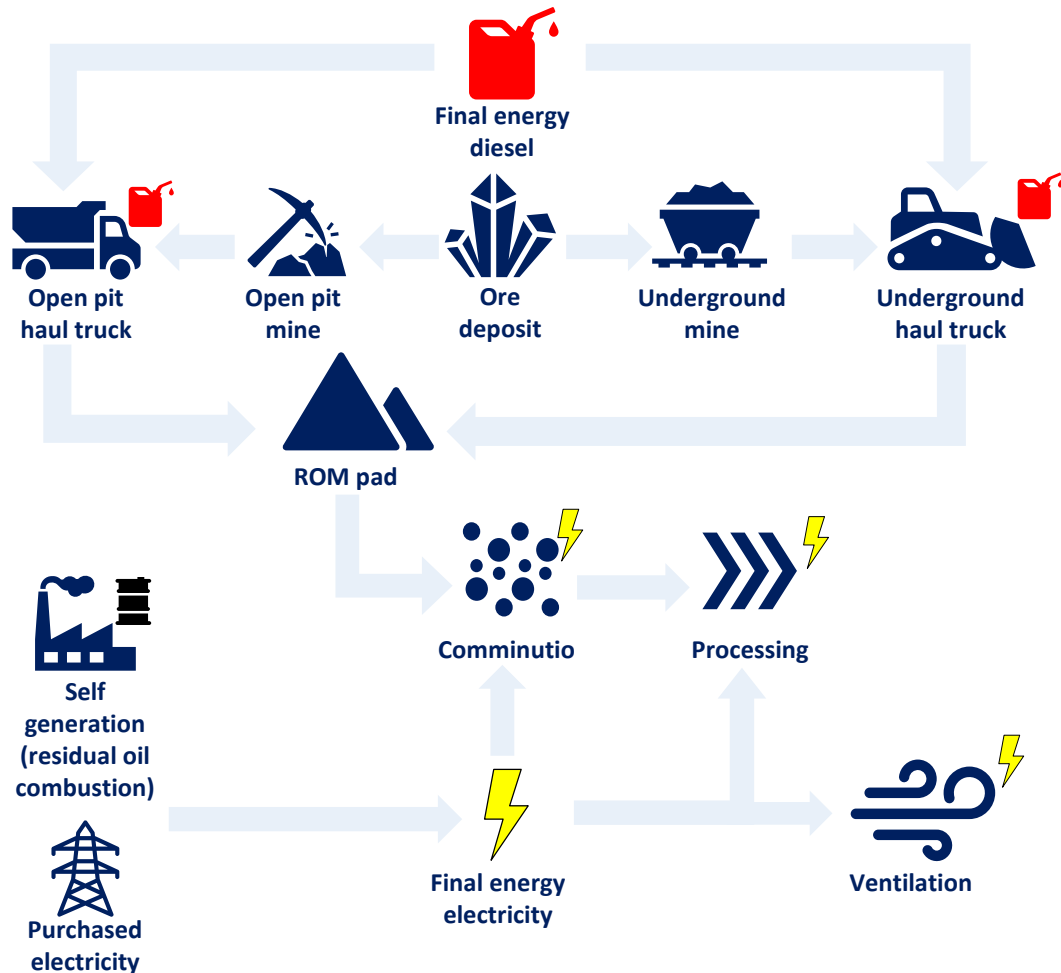 Final energy
diesel
Open pit
haul truck
Open pit
mine
Ore
deposit
Underground
mine
Underground
haul truck
ROM pad
Comminutio
Processing
Self
generation
(residual oil
combustion)
Final energy
electricity
Ventilation
Purchased
electricity